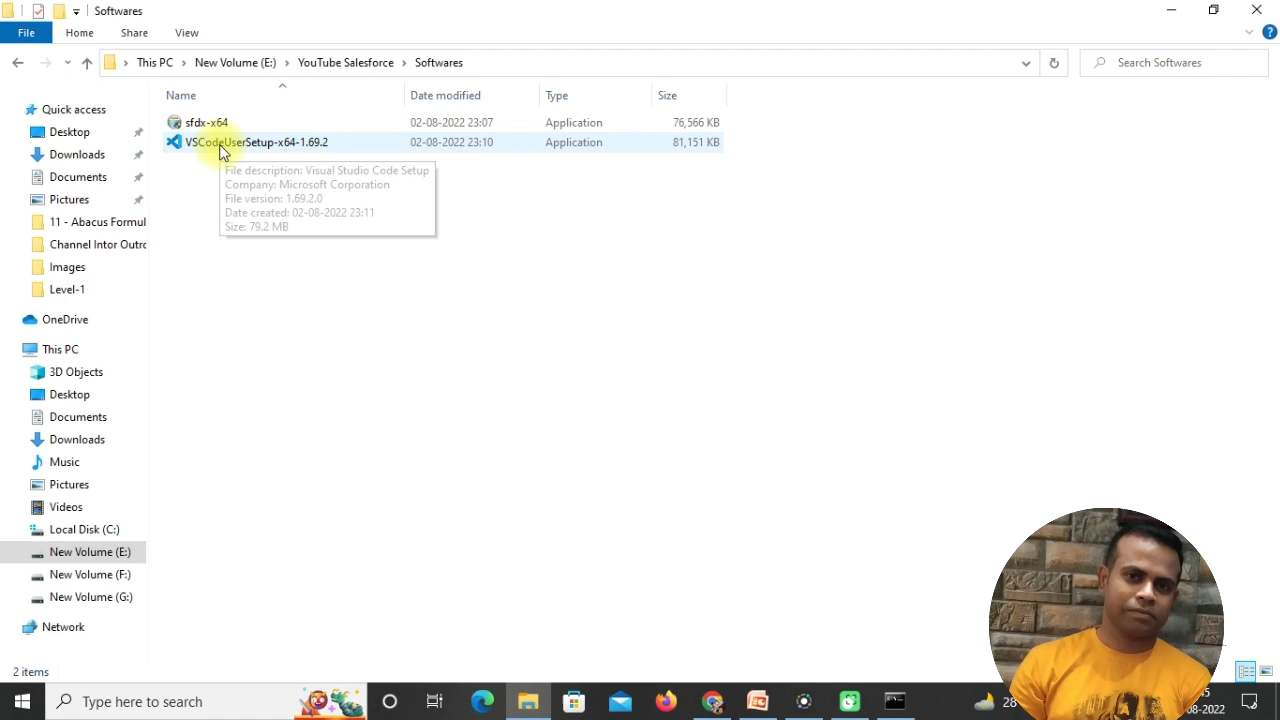 Softwares
File
Home
Share
View
This PC
New Volume (E:)
YouTube Salesforce
Softwares
Search Softwares
Name
Date modified
Type
Size
sfdx-x64
02-08-2022 23:07
Application
76,566 KB
VSCodeUserSetup-x64-1.69.2
02-08-2022 23:10
Application
81,151 KB
File description: Visual Studio Code Setup
Company: Microsoft Corporation
File version: 1.69.2.0
Date created: 02-08-2022 23:11
Size: 79.2 MB
Quick access
Desktop
Downloads
Documents
Pictures
11 - Abacus Formul
Channel Intor Outro
Images
Level-1
OneDrive
This PC
3D Objects
Desktop
Documents
Downloads
Music
Pictures
Videos
Local Disk (C:)
New Volume (E:)
New Volume (F:)
New Volume (G:)
Network
2 items
Type here to search
28
5
08-2022